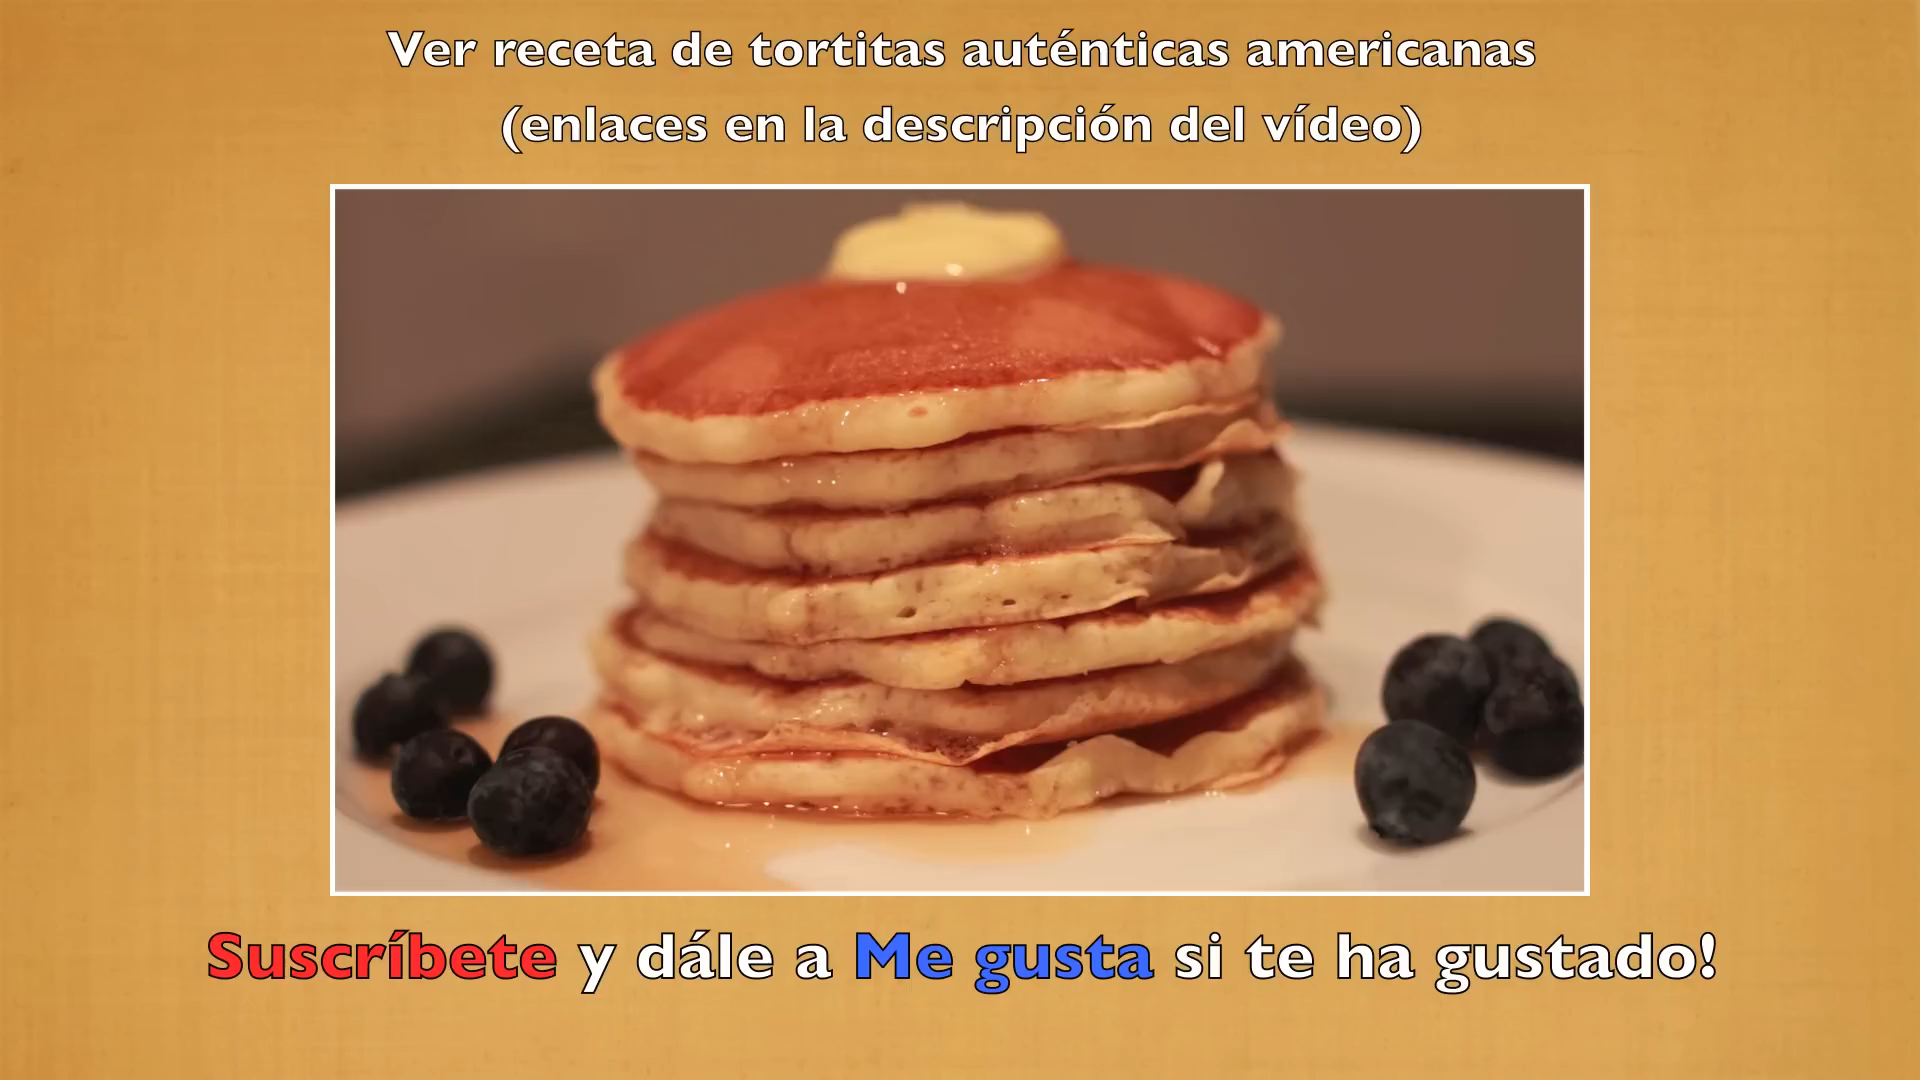 Ver receta de tortitas auténticas americanas
(enlaces en la descripción del vídeo)
Suscríbete y dále a Me gusta si te ha gustado!